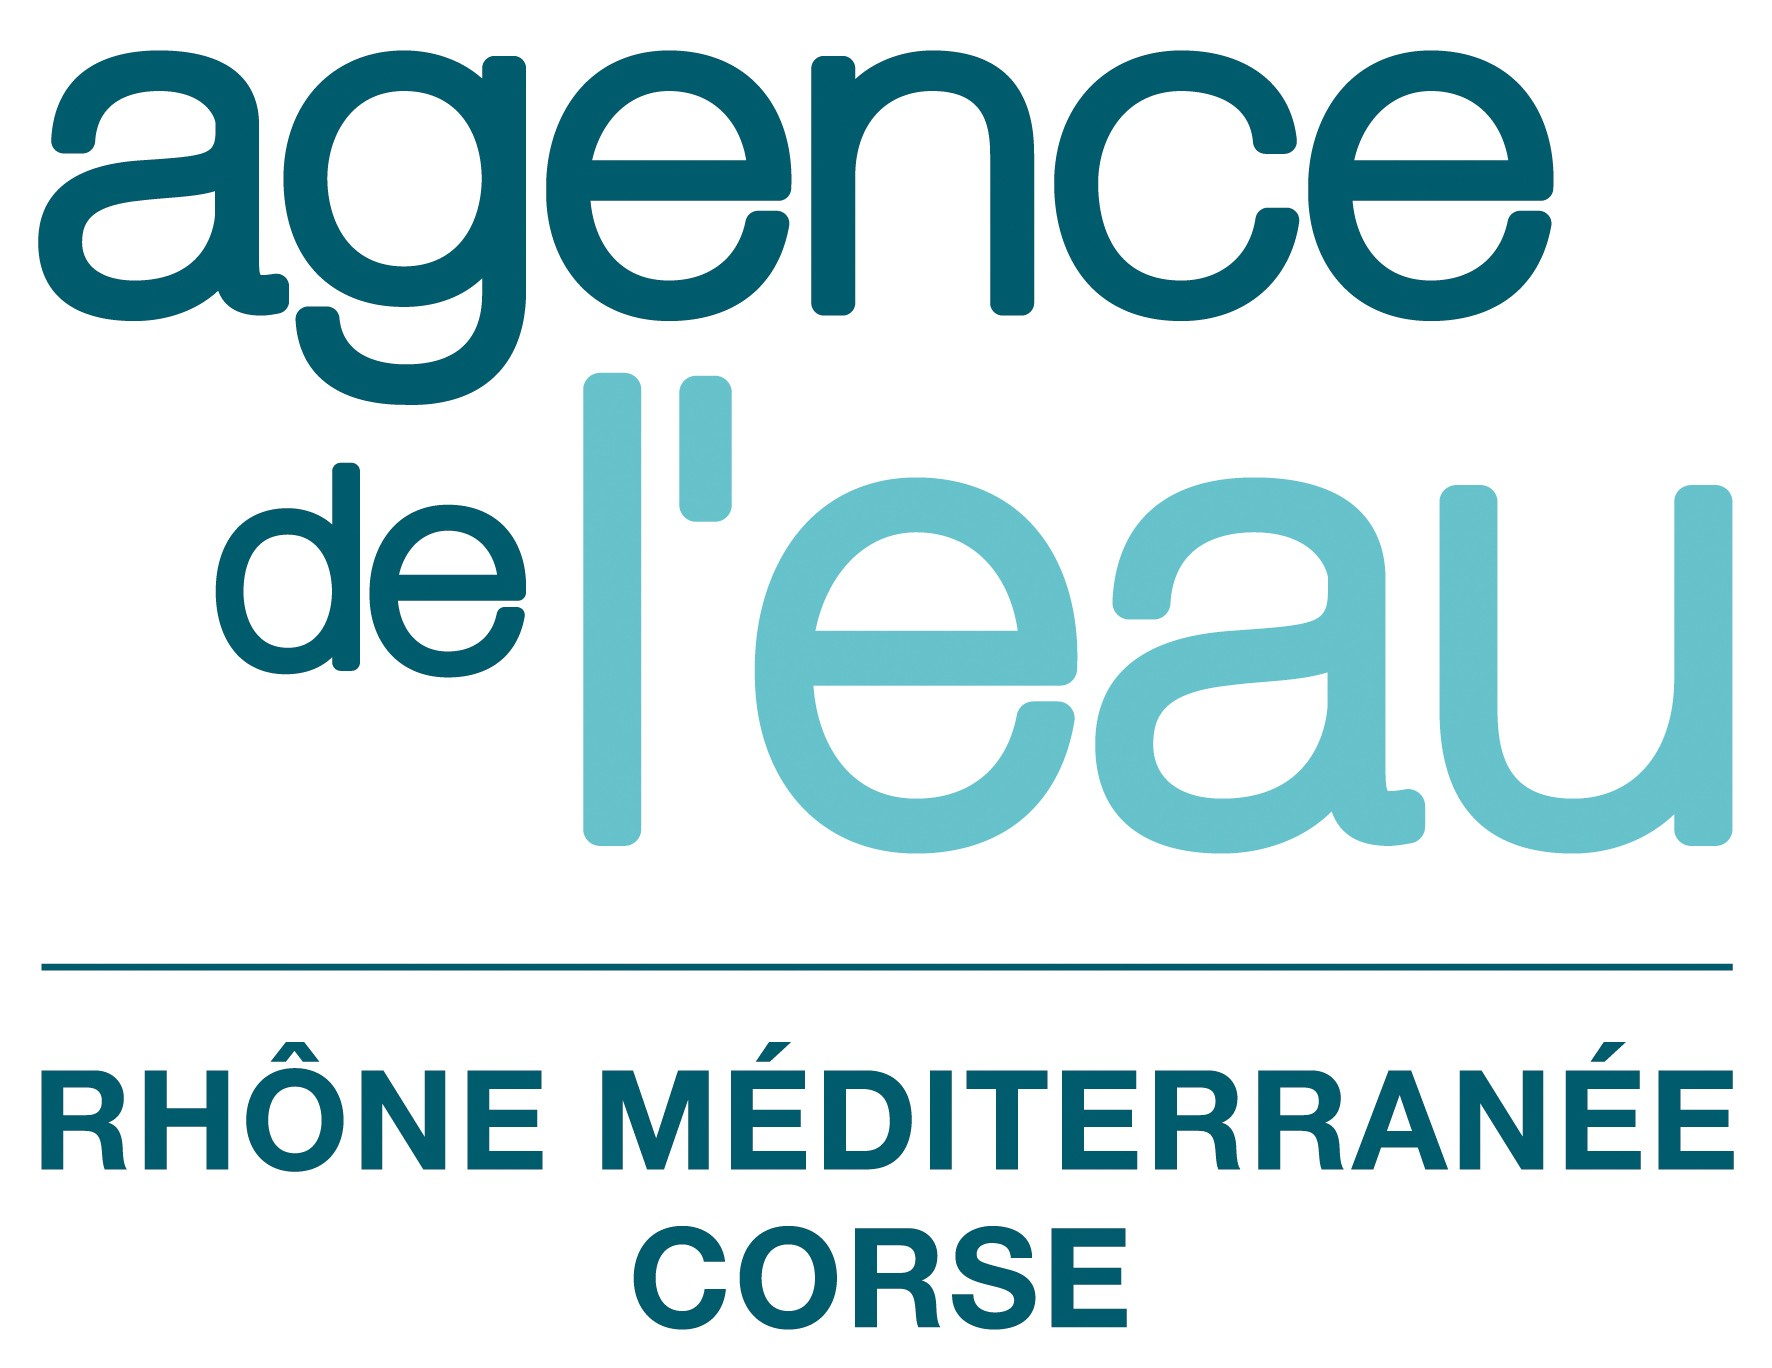 agence
de l'eau
RHÔNE MÉDITERRANÉE
CORSE